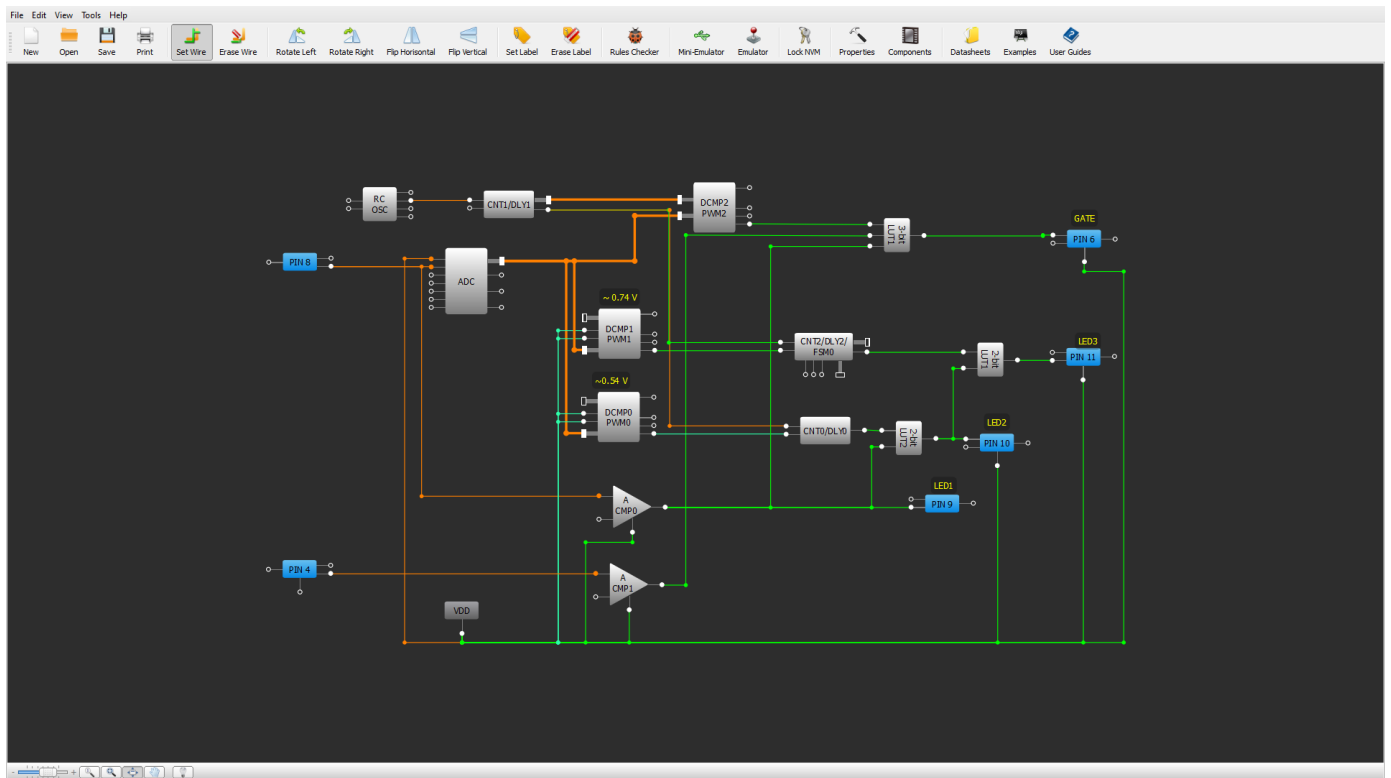 File Edit View Tools Help
New Open Save Print Set Wire Erase Wire Rotate Left Rotate Right Flip Horisontal Flip Vertical Set Label Erase Label Rules Checker Mini-Emulator Emulator Lock NVM Properties Components Datasheets Examples User Guides
RC
OSC
CNT1/DLY1
DCMP2
PWM2
3-bit
LUT1
GATE
PIN 6
PIN 8
ADC
~ 0.74 V
DCMP1
PWM1
CNT2/DLY2/
FSM0
2-bit
LUT1
LED3
PIN 11
~0.54 V
DCMP0
PWM0
CNT0/DLY0
2-bit
LUT2
LED2
PIN 10
LED1
PIN 9
A
CMP0
PIN 4
A
CMP1
VDD
- +